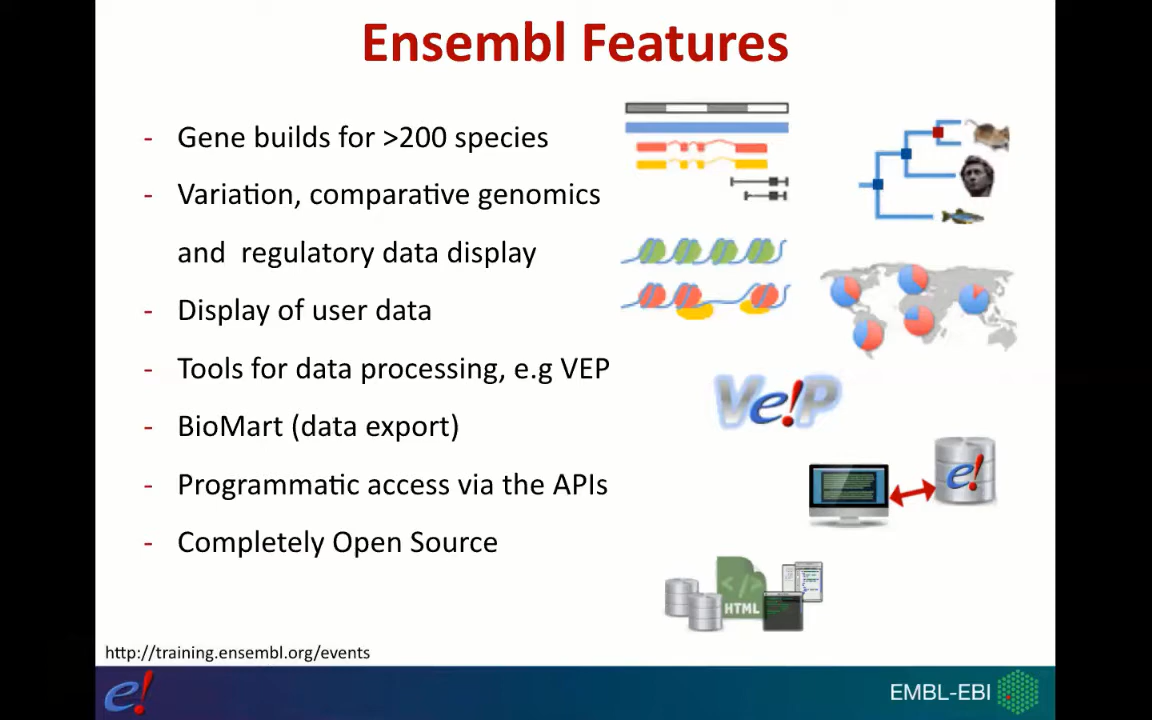 Ensembl Features
- Gene builds for >200 species
- Variation, comparative genomics
and  regulatory data display
- Display of user data
- Tools for data processing, e.g VEP
Ve!P
- BioMart (data export)
e!
- Programmatic access via the APIs
- Completely Open Source
</>
HTML
http://training.ensembl.org/events
e!
EMBL-EBI